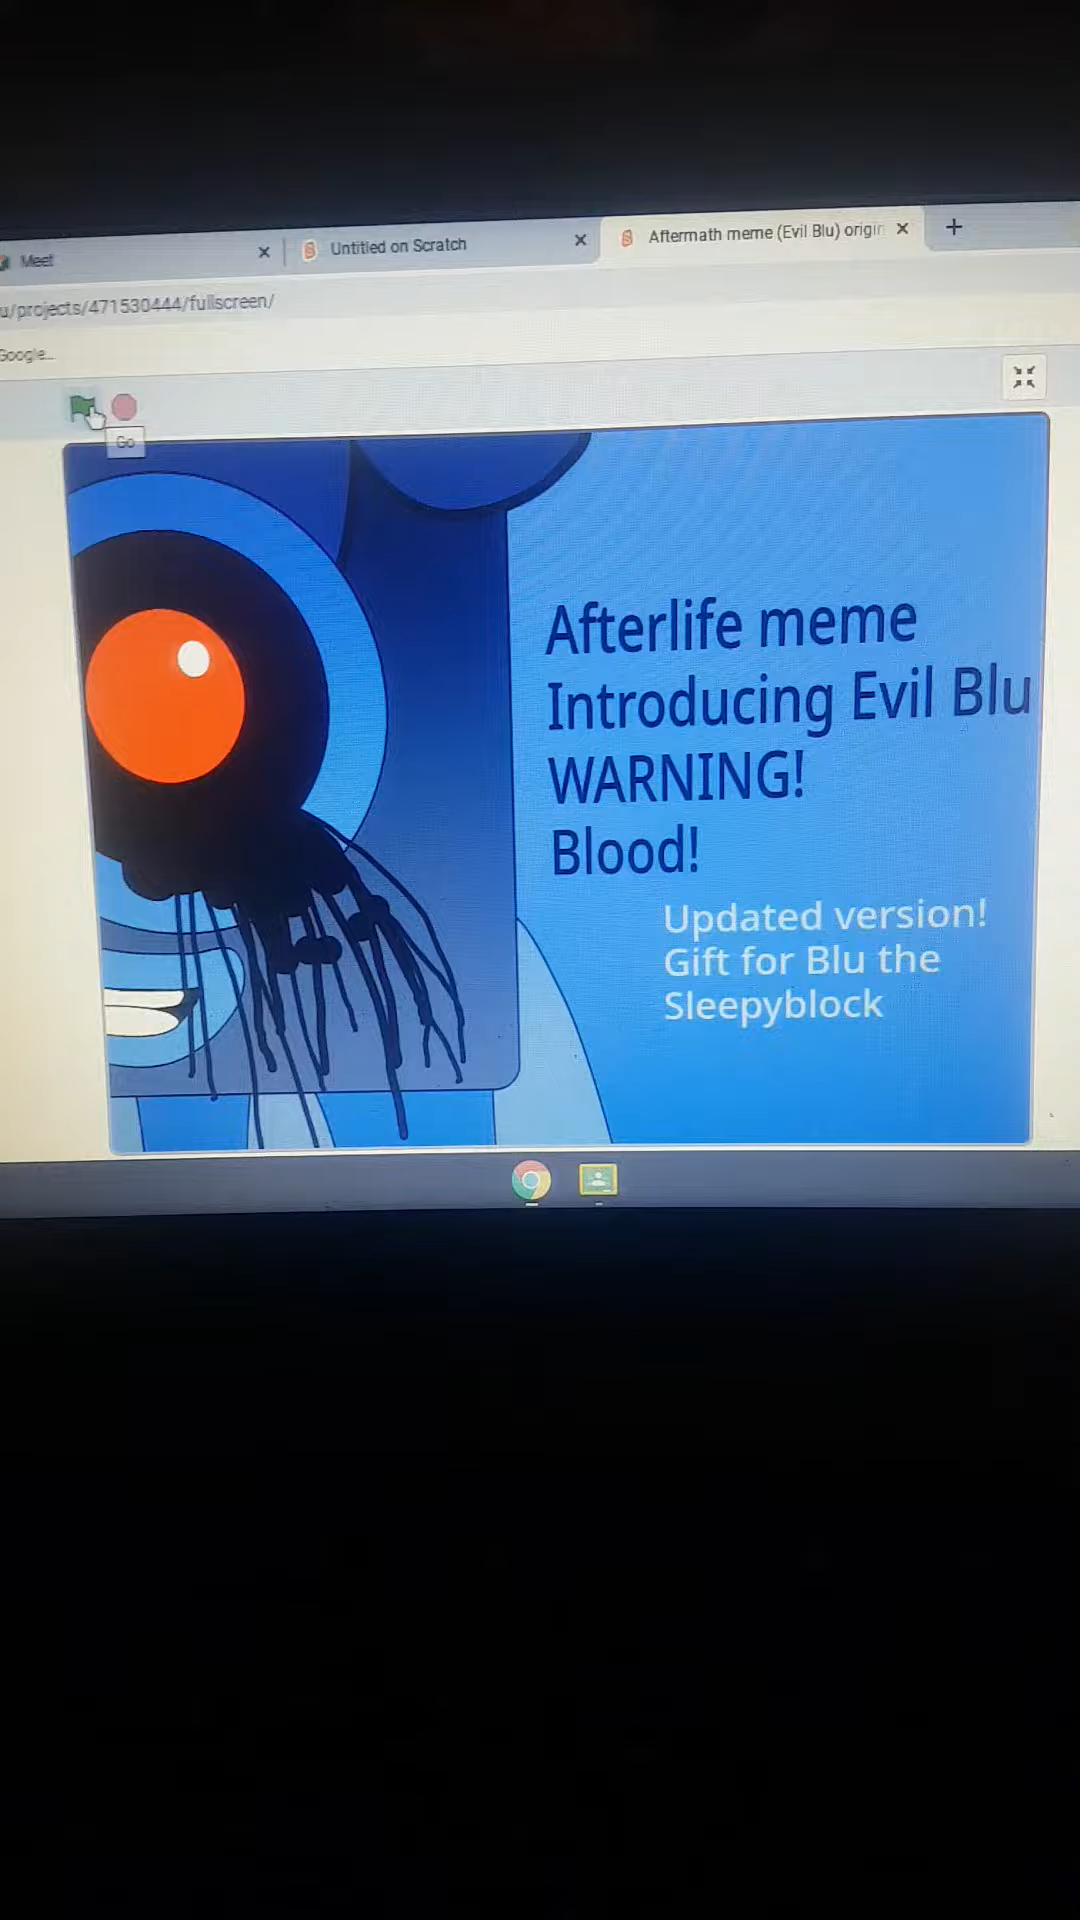 Meet
Untitled on Scratch
Aftermath meme (Evil Blu) origin
u/projects/471530444/fullscreen/
Google...
Go
Afterlife meme
Introducing Evil Blu
WARNING!
Blood!
Updated version!
Gift for Blu the
Sleepyblock